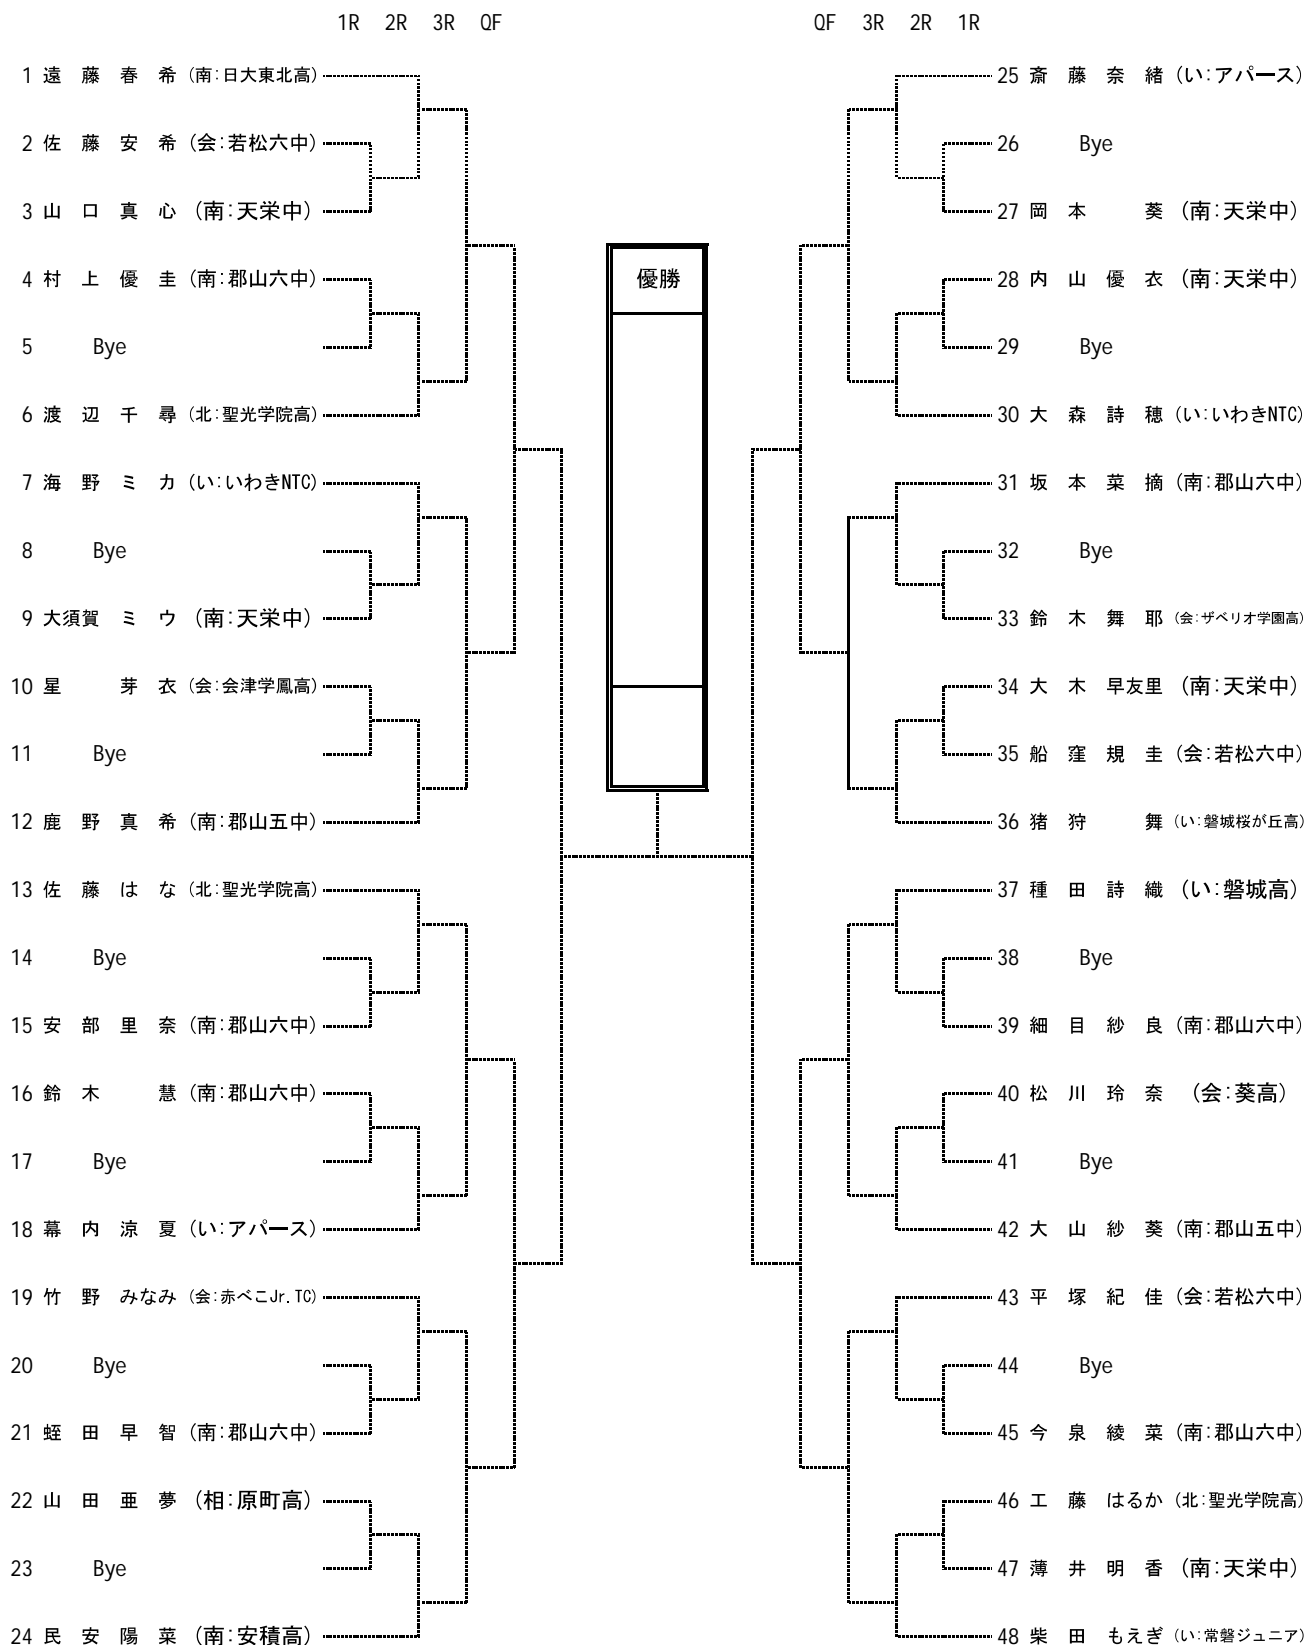 1R 2R 3R QF
QF 3R 2R 1R
1 遠藤春希 (南:日大東北高)
2 佐藤安希 (会:若松六中)
3 山口真心 (南:天栄中)
4 村上優圭 (南:郡山六中)
5 Bye
6 渡辺千尋 (北:聖光学院高)
7 海野ミカ (い:いわきNTC)
8 Bye
9 大須賀ミウ (南:天栄中)
10 星芽衣 (会:会津学鳳高)
11 Bye
12 鹿野真希 (南:郡山五中)
13 佐藤はな (北:聖光学院高)
14 Bye
15 安部里奈 (南:郡山六中)
16 鈴木慧 (南:郡山六中)
17 Bye
18 幕内涼夏 (い:アパース)
19 竹野みなみ (会:赤べこJr.TC)
20 Bye
21 蛭田早智 (南:郡山六中)
22 山田亜夢 (相:原町高)
23 Bye
24 民安陽菜 (南:安積高)
優勝
25 斎藤奈緒 (い:アパース)
26 Bye
27 岡本葵 (南:天栄中)
28 内山優衣 (南:天栄中)
29 Bye
30 大森詩穂 (い:いわきNTC)
31 坂本菜摘 (南:郡山六中)
32 Bye
33 鈴木舞耶 (会:ザベリオ学園高)
34 大木早友里 (南:天栄中)
35 船窪規圭 (会:若松六中)
36 猪狩舞 (い:磐城桜が丘高)
37 種田詩織 (い:磐城高)
38 Bye
39 細目紗良 (南:郡山六中)
40 松川玲奈 (会:葵高)
41 Bye
42 大山紗葵 (南:郡山五中)
43 平塚紀佳 (会:若松六中)
44 Bye
45 今泉綾菜 (南:郡山六中)
46 工藤はるか (北:聖光学院高)
47 薄井明香 (南:天栄中)
48 柴田もえぎ (い:常磐ジュニア)